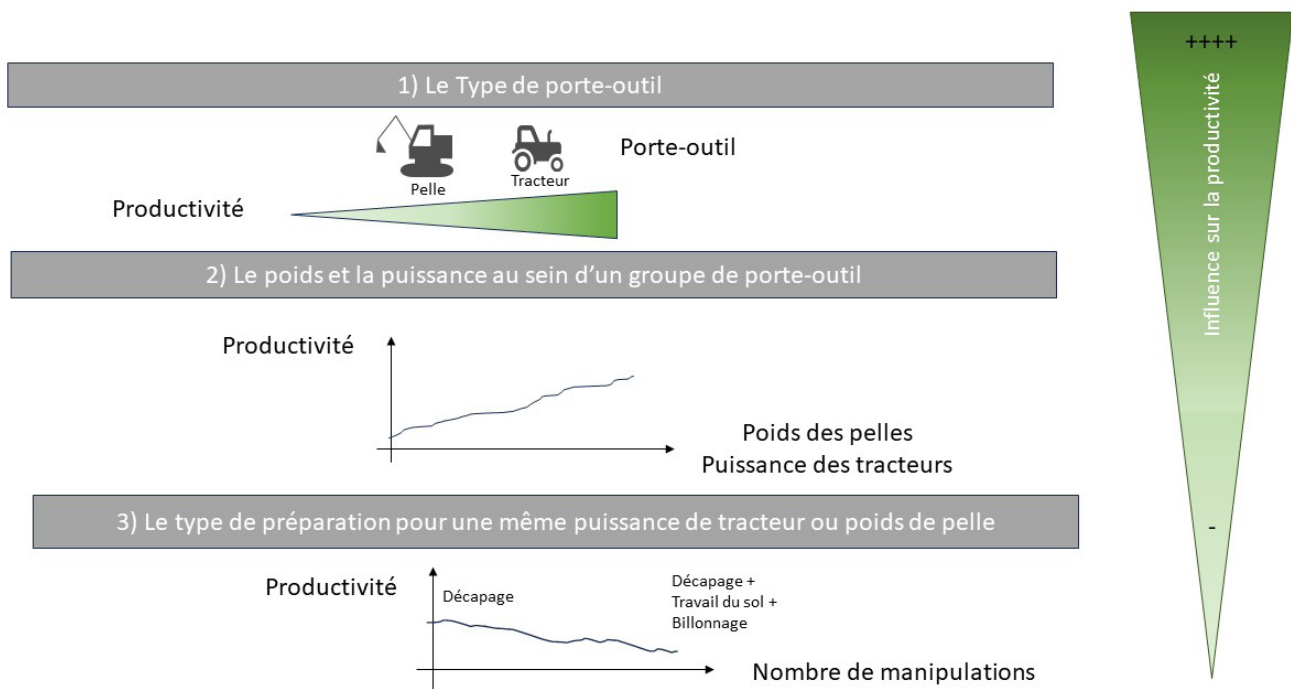 1) Le Type de porte-outil
Pelle
Tracteur
Porte-outil
Productivité
2) Le poids et la puissance au sein d'un groupe de porte-outil
Productivité
Poids des pelles
Puissance des tracteurs
3) Le type de préparation pour une même puissance de tracteur ou poids de pelle
Productivité
Décapage
Décapage +
Travail du sol +
Billonnage
Nombre de manipulations
++++
Influence sur la productivité
-